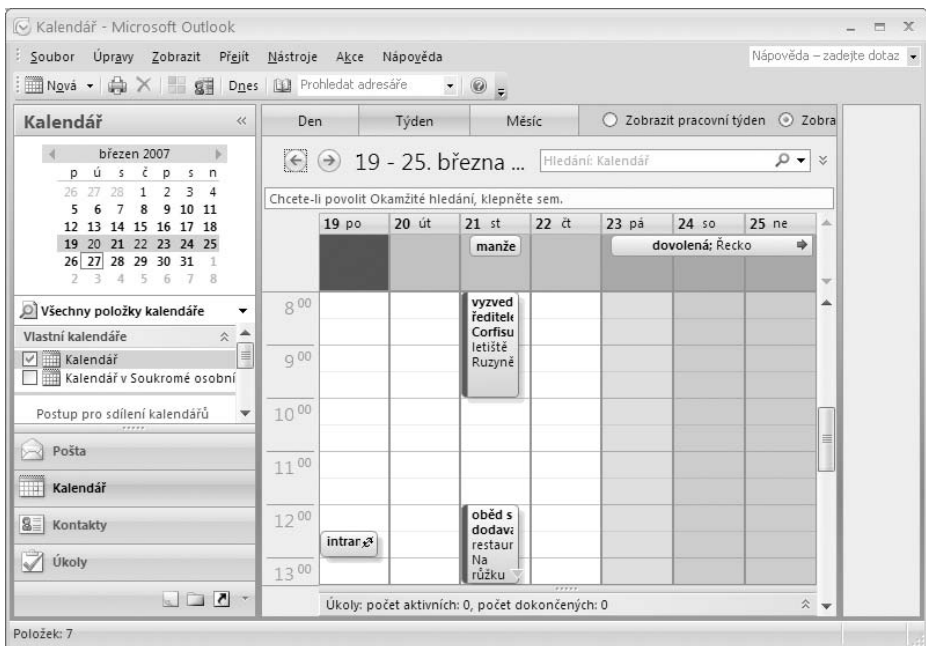 Kalendář - Microsoft Outlook
Soubor Úpravy Zobrazit Přejít Nástroje Akce Nápověda Nápověda – zadejte dotaz
Nová Dnes Prohledat adresáře
Kalendář «
Den Týden Měsíc Zobrazit pracovní týden Zobra
březen 2007
p ú s č p s n
26 27 28 1 2 3 4
5 6 7 8 9 10 11
12 13 14 15 16 17 18
19 20 21 22 23 24 25
26 27 28 29 30 31 1
2 3 4 5 6 7 8
19 - 25. března ... Hledání: Kalendář
Chcete-li povolit Okamžité hledání, klepněte sem.
19 po 20 út 21 st 22 čt 23 pá 24 so 25 ne
manže dovolená; Řecko
Všechny položky kalendáře
Vlastní kalendáře
Kalendář
Kalendář v Soukromé osobní
Postup pro sdílení kalendářů
Pošta
Kalendář
Kontakty
Úkoly
8 00
vyzved
ředitele
Corfisu
letiště
Ruzyně
9 00
10 00
11 00
12 00
oběd s
dodava
restaur
Na
růžku
intrar
13 00
Úkoly: počet aktivních: 0, počet dokončených: 0
Položek: 7